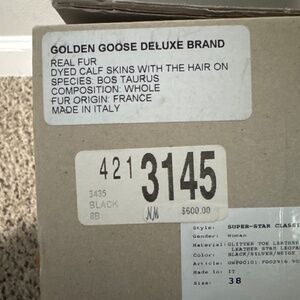 GOLDEN GOOSE DELUXE BRAND
REAL FUR
DYED CALF SKINS WITH THE HAIR ON
SPECIES: BOS TAURUS
COMPOSITION: WHOLE
FUR ORIGIN: FRANCE
MADE IN ITALY
421 3145
3435
BLACK
8B
NM
$600.00
Style: SUPER-STAR CLASSI
Gender: Woman
Material: GLITTER TOE LEATHER
LEATHER STAR LEOPA
BLACK/SILVER/BEIGE
Article:
Made in: IT
Size: 38